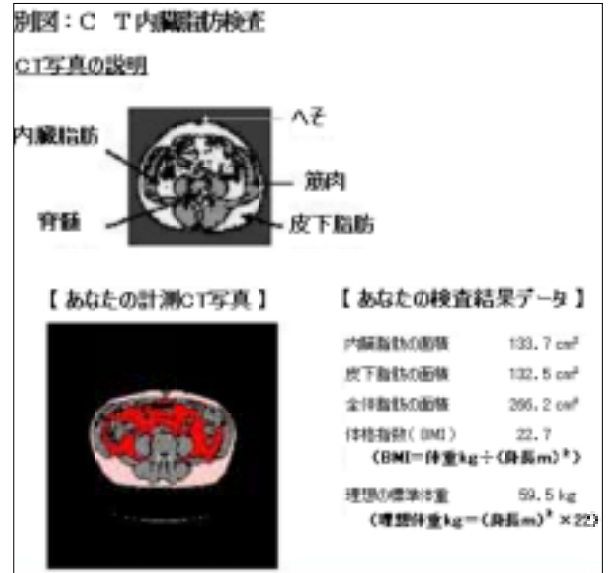 別図：CT内臓脂肪検査
CT写真の説明
へそ
内臓脂肪
筋肉
脊髄
皮下脂肪
【あなたの計測CT写真】
【あなたの検査結果データ】
内臓脂肪の面積 133.7 cm²
皮下脂肪の面積 132.5 cm²
全体脂肪の面積 266.2 cm²
体格指数(BMI) 22.7
(BMI=体重kg÷(身長m)²)
理想の標準体重 59.5 kg
(理想体重kg=(身長m)²×22)